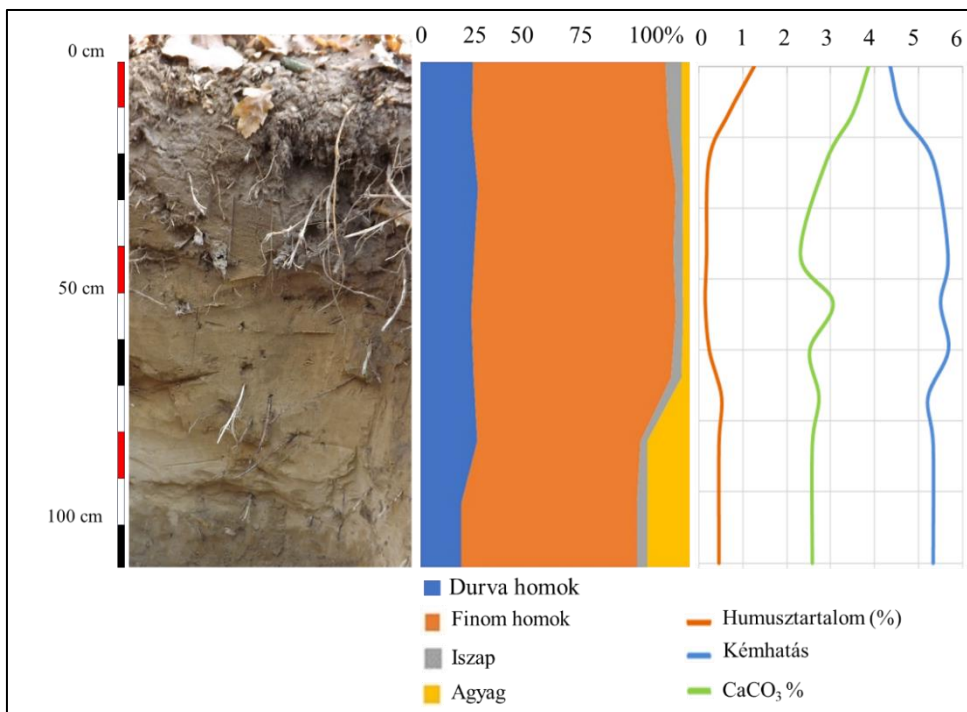 0 cm
50 cm
100 cm
0 25 50 75 100%
0 1 2 3 4 5 6
Durva homok
Finom homok
Iszap
Agyag
Humusztartalom (%)
Kémhatás
CaCO₃ %